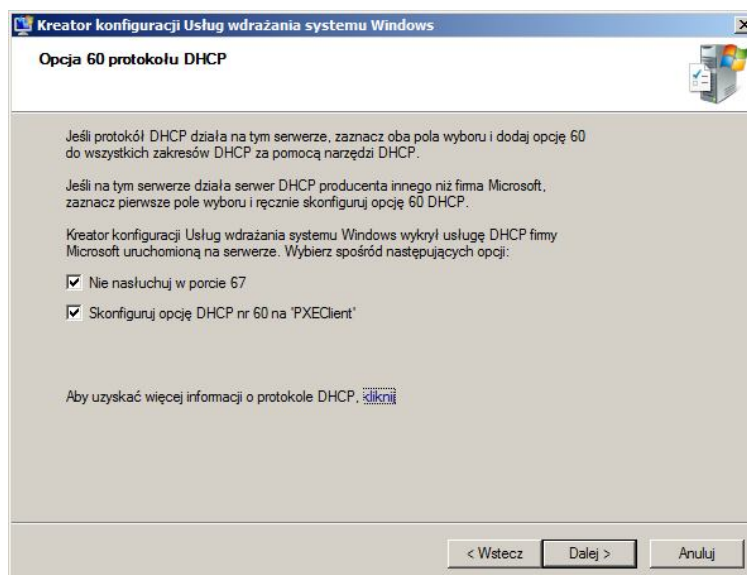 Kreator konfiguracji Usług wdrażania systemu Windows
Opcja 60 protokołu DHCP
Jeśli protokół DHCP działa na tym serwerze, zaznacz oba pola wyboru i dodaj opcję 60
do wszystkich zakresów DHCP za pomocą narzędzi DHCP.
Jeśli na tym serwerze działa serwer DHCP producenta innego niż firma Microsoft,
zaznacz pierwsze pole wyboru i ręcznie skonfiguruj opcję 60 DHCP.
Kreator konfiguracji Usług wdrażania systemu Windows wykrył usługę DHCP firmy
Microsoft uruchomioną na serwerze. Wybierz spośród następujących opcji:
Nie nasłuchuj w porcie 67
Skonfiguruj opcję DHCP nr 60 na 'PXEClient'
Aby uzyskać więcej informacji o protokole DHCP, kliknij
< Wstecz Dalej > Anuluj